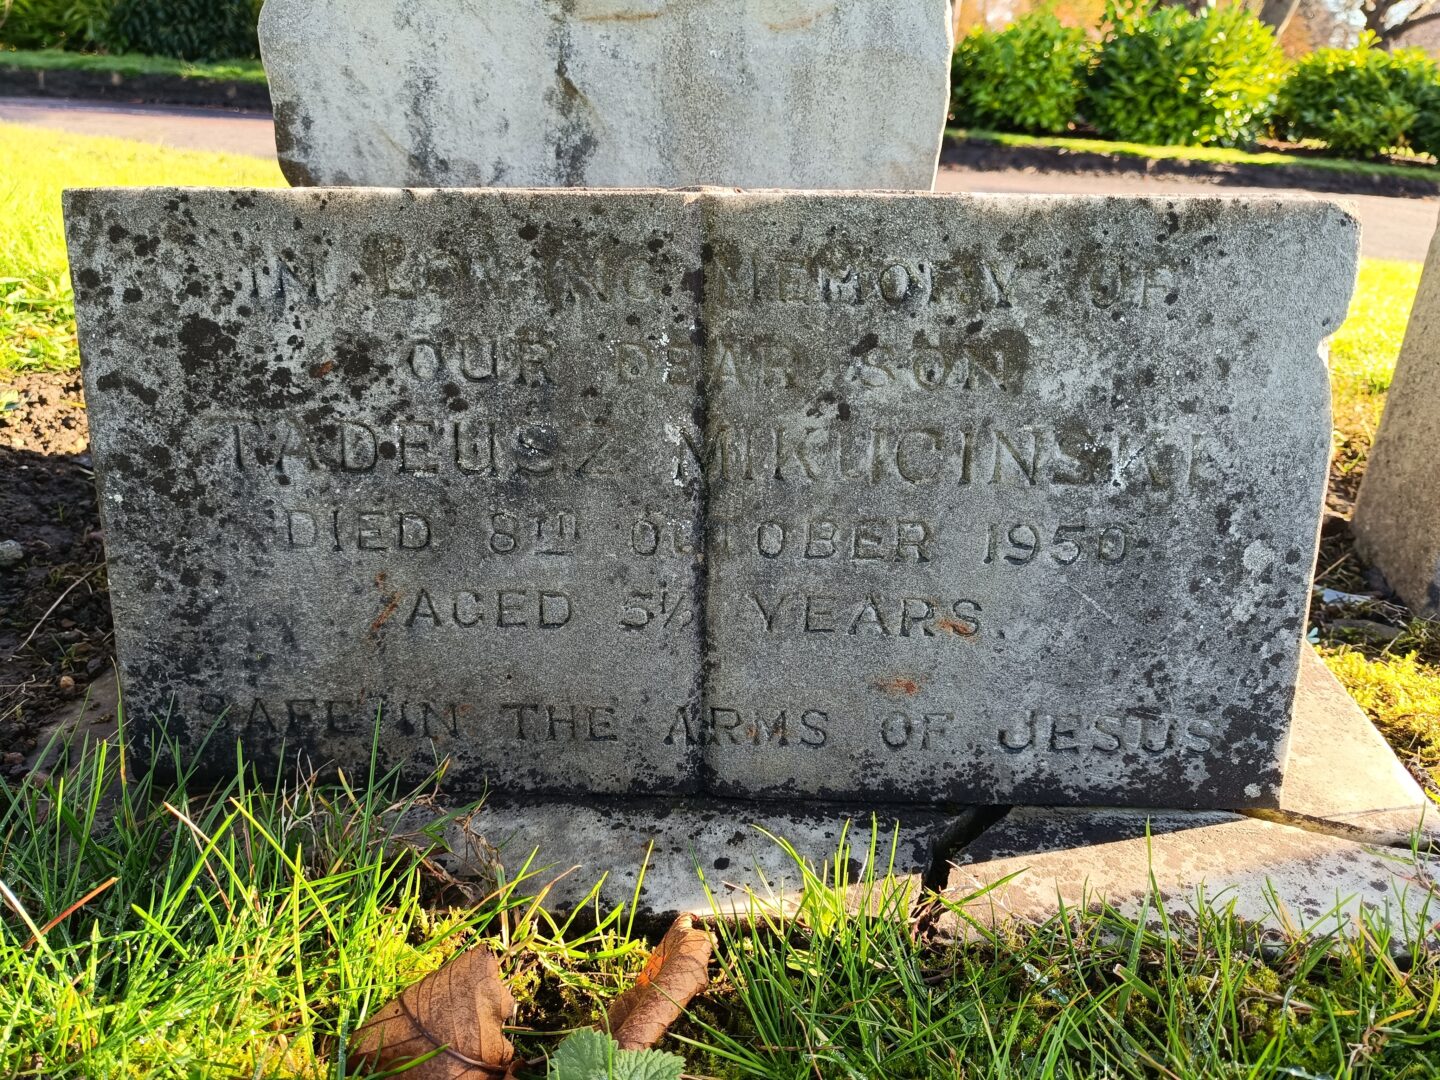 IN LOVING MEMORY OF
OUR DEAR SON
TADEUSZ MIKUCINSKI
DIED 8TH OCTOBER 1950
AGED 5½ YEARS.
SAFE IN THE ARMS OF JESUS